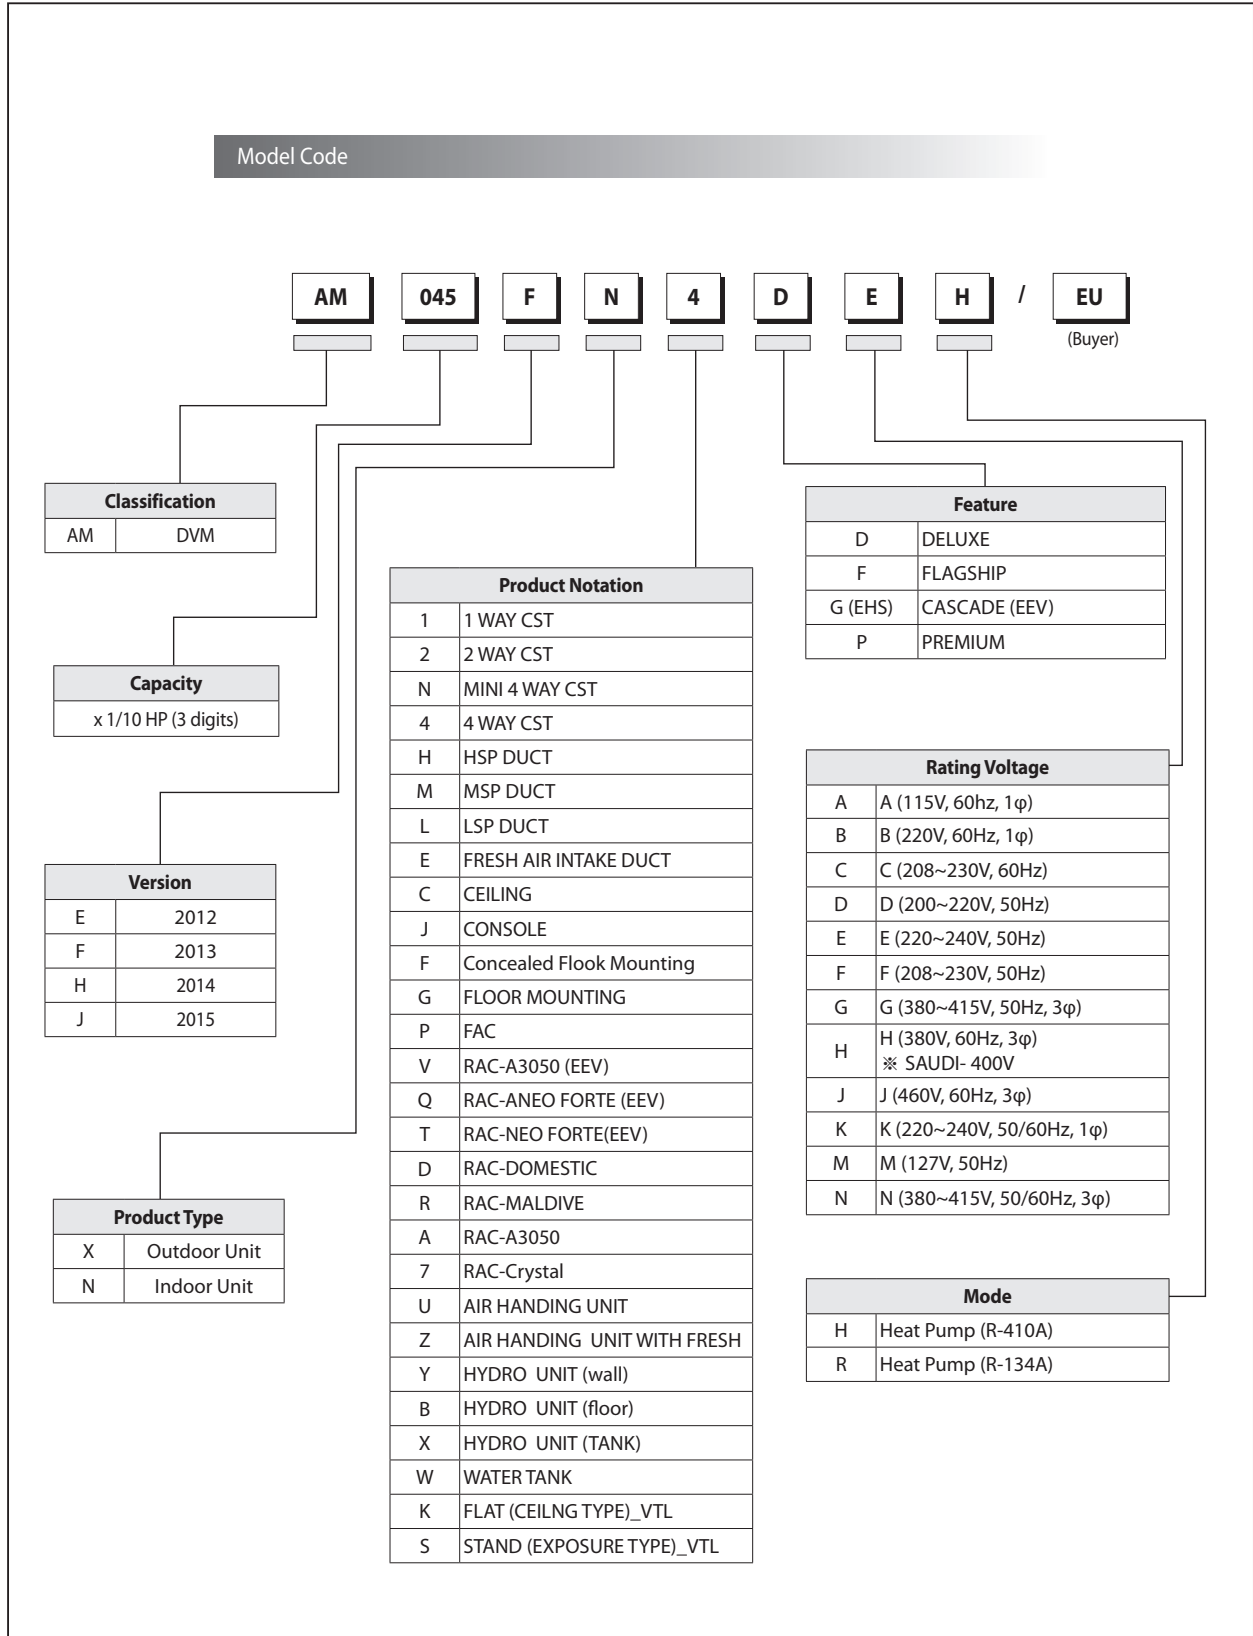 Model Code
AM 045 F N 4 D E H / EU
(Buyer)
Classification
AM DVM
Capacity
x 1/10 HP (3 digits)
Version
E 2012
F 2013
H 2014
J 2015
Product Type
X Outdoor Unit
N Indoor Unit
Product Notation
1 1 WAY CST
2 2 WAY CST
N MINI 4 WAY CST
4 4 WAY CST
H HSP DUCT
M MSP DUCT
L LSP DUCT
E FRESH AIR INTAKE DUCT
C CEILING
J CONSOLE
F Concealed Flook Mounting
G FLOOR MOUNTING
P FAC
V RAC-A3050 (EEV)
Q RAC-ANEO FORTE (EEV)
T RAC-NEO FORTE(EEV)
D RAC-DOMESTIC
R RAC-MALDIVE
A RAC-A3050
7 RAC-Crystal
U AIR HANDING UNIT
Z AIR HANDING UNIT WITH FRESH
Y HYDRO UNIT (wall)
B HYDRO UNIT (floor)
X HYDRO UNIT (TANK)
W WATER TANK
K FLAT (CEILNG TYPE)_VTL
S STAND (EXPOSURE TYPE)_VTL
Feature
D DELUXE
F FLAGSHIP
G (EHS) CASCADE (EEV)
P PREMIUM
Rating Voltage
A A (115V, 60hz, 1φ)
B B (220V, 60Hz, 1φ)
C C (208~230V, 60Hz)
D D (200~220V, 50Hz)
E E (220~240V, 50Hz)
F F (208~230V, 50Hz)
G G (380~415V, 50Hz, 3φ)
H H (380V, 60Hz, 3φ)
※ SAUDI- 400V
J J (460V, 60Hz, 3φ)
K K (220~240V, 50/60Hz, 1φ)
M M (127V, 50Hz)
N N (380~415V, 50/60Hz, 3φ)
Mode
H Heat Pump (R-410A)
R Heat Pump (R-134A)